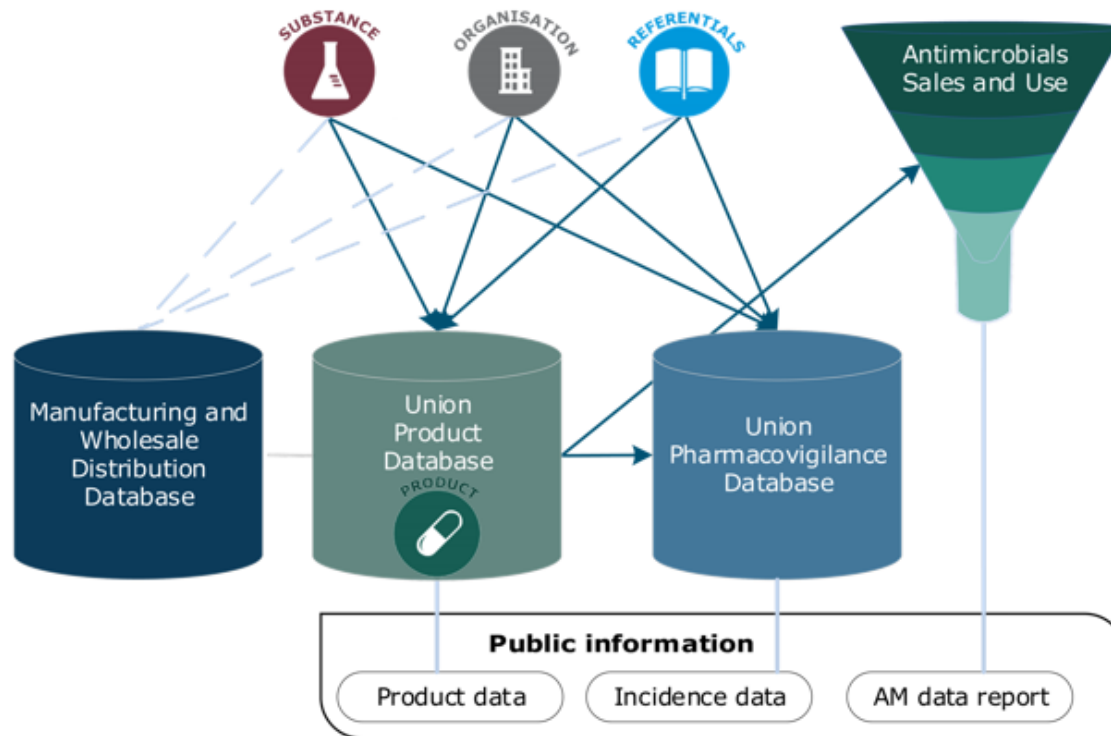 SUBSTANCE
ORGANISATION
REFERENTIALS
Antimicrobials
Sales and Use
Manufacturing and
Wholesale
Distribution
Database
Union
Product
Database
PRODUCT
Union
Pharmacovigilance
Database
Public information
Product data
Incidence data
AM data report